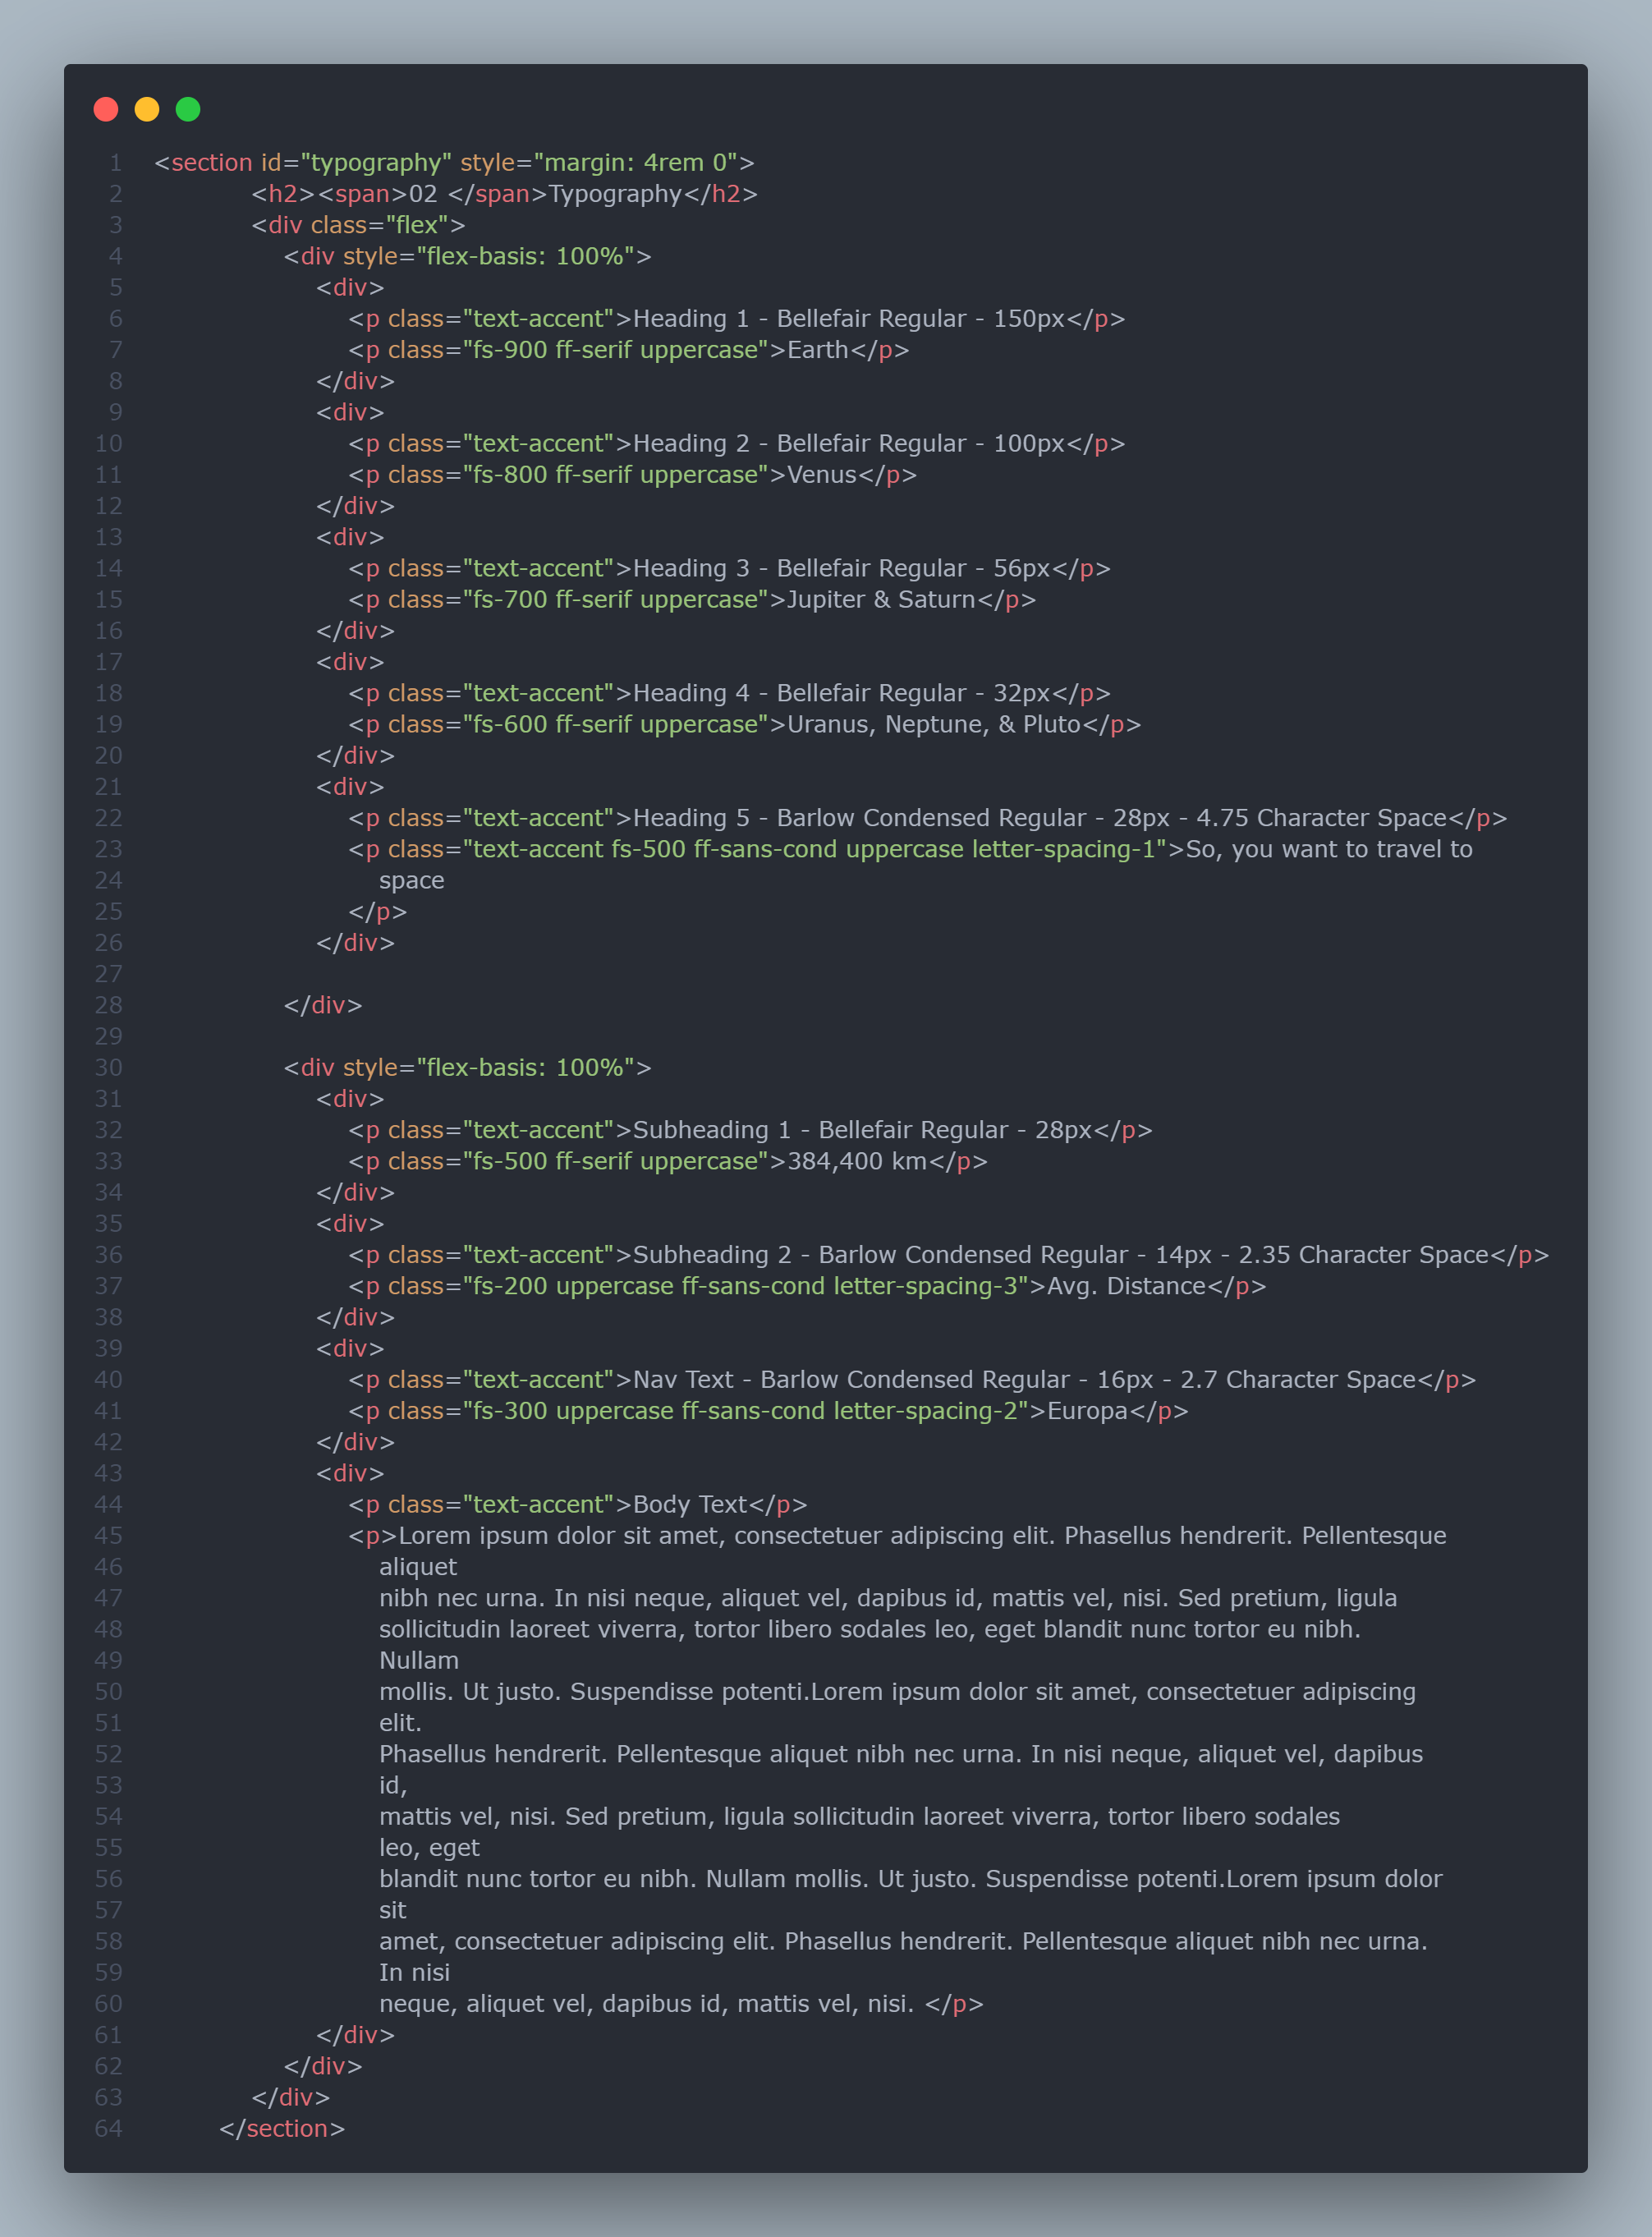 1 <section id="typography" style="margin: 4rem 0">
2 <h2><span>02 </span>Typography</h2>
3 <div class="flex">
4 <div style="flex-basis: 100%">
5 <div>
6 <p class="text-accent">Heading 1 - Bellefair Regular - 150px</p>
7 <p class="fs-900 ff-serif uppercase">Earth</p>
8 </div>
9 <div>
10 <p class="text-accent">Heading 2 - Bellefair Regular - 100px</p>
11 <p class="fs-800 ff-serif uppercase">Venus</p>
12 </div>
13 <div>
14 <p class="text-accent">Heading 3 - Bellefair Regular - 56px</p>
15 <p class="fs-700 ff-serif uppercase">Jupiter & Saturn</p>
16 </div>
17 <div>
18 <p class="text-accent">Heading 4 - Bellefair Regular - 32px</p>
19 <p class="fs-600 ff-serif uppercase">Uranus, Neptune, & Pluto</p>
20 </div>
21 <div>
22 <p class="text-accent">Heading 5 - Barlow Condensed Regular - 28px - 4.75 Character Space</p>
23 <p class="text-accent fs-500 ff-sans-cond uppercase letter-spacing-1">So, you want to travel to
24 space
25 </p>
26 </div>
27
28 </div>
29
30 <div style="flex-basis: 100%">
31 <div>
32 <p class="text-accent">Subheading 1 - Bellefair Regular - 28px</p>
33 <p class="fs-500 ff-serif uppercase">384,400 km</p>
34 </div>
35 <div>
36 <p class="text-accent">Subheading 2 - Barlow Condensed Regular - 14px - 2.35 Character Space</p>
37 <p class="fs-200 uppercase ff-sans-cond letter-spacing-3">Avg. Distance</p>
38 </div>
39 <div>
40 <p class="text-accent">Nav Text - Barlow Condensed Regular - 16px - 2.7 Character Space</p>
41 <p class="fs-300 uppercase ff-sans-cond letter-spacing-2">Europa</p>
42 </div>
43 <div>
44 <p class="text-accent">Body Text</p>
45 <p>Lorem ipsum dolor sit amet, consectetuer adipiscing elit. Phasellus hendrerit. Pellentesque
46 aliquet
47 nibh nec urna. In nisi neque, aliquet vel, dapibus id, mattis vel, nisi. Sed pretium, ligula
48 sollicitudin laoreet viverra, tortor libero sodales leo, eget blandit nunc tortor eu nibh.
49 Nullam
50 mollis. Ut justo. Suspendisse potenti.Lorem ipsum dolor sit amet, consectetuer adipiscing
51 elit.
52 Phasellus hendrerit. Pellentesque aliquet nibh nec urna. In nisi neque, aliquet vel, dapibus
53 id,
54 mattis vel, nisi. Sed pretium, ligula sollicitudin laoreet viverra, tortor libero sodales
55 leo, eget
56 blandit nunc tortor eu nibh. Nullam mollis. Ut justo. Suspendisse potenti.Lorem ipsum dolor
57 sit
58 amet, consectetuer adipiscing elit. Phasellus hendrerit. Pellentesque aliquet nibh nec urna.
59 In nisi
60 neque, aliquet vel, dapibus id, mattis vel, nisi. </p>
61 </div>
62 </div>
63 </div>
64 </section>